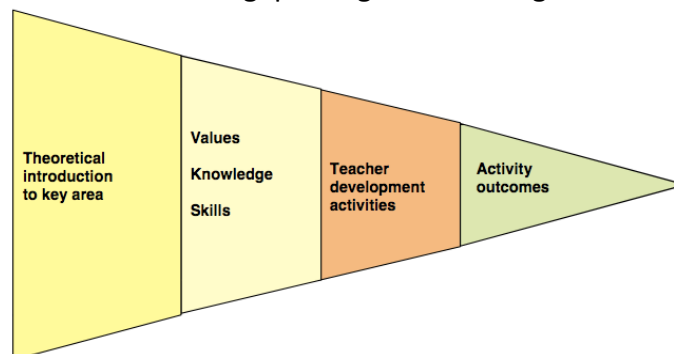 Theoretical
introduction
to key area
Values
Knowledge
Skills
Teacher
development
activities
Activity
outcomes